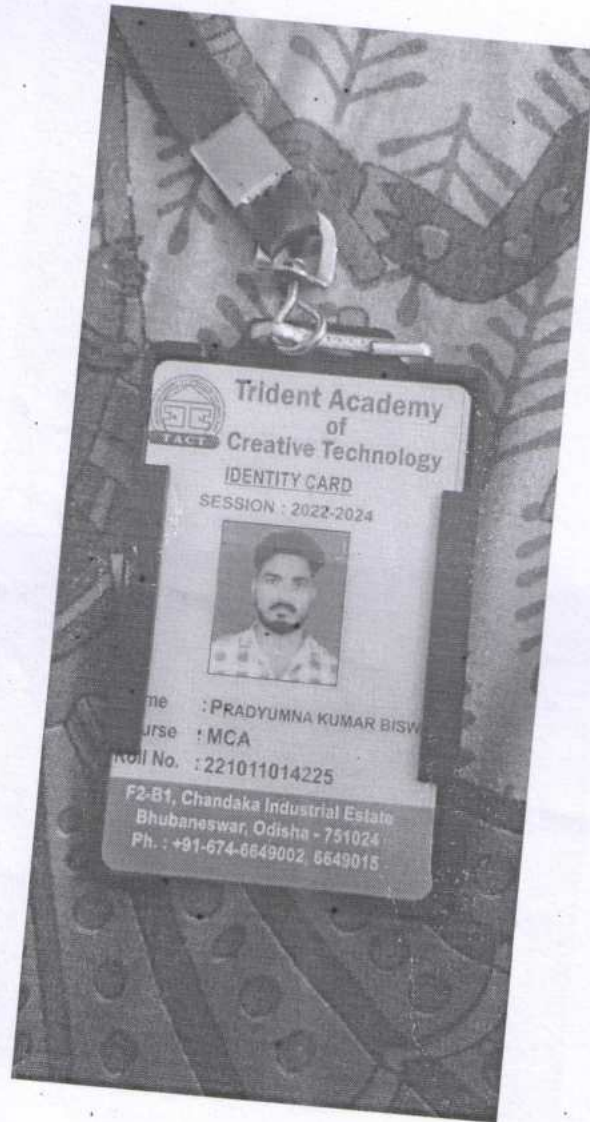 TACT
Trident Academy
of
Creative Technology
IDENTITY CARD
SESSION : 2022-2024
me : PRADYUMNA KUMAR BISW
urse : MCA
Roll No. : 221011014225
F2-B1, Chandaka Industrial Estate
Bhubaneswar, Odisha - 751024
Ph. : +91-674-6649002, 6649015